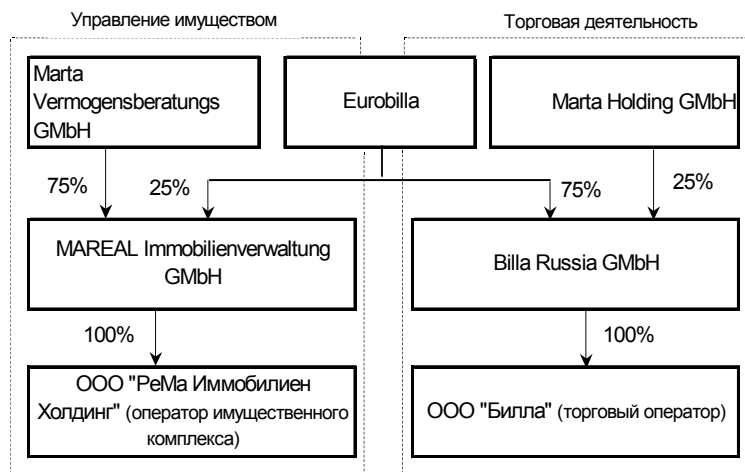 Управление имуществом
Торговая деятельность
Marta
Vermogensberatungs
GMbH
Eurobilla
Marta Holding GMbH
75%
25%
75%
25%
MAREAL Immobilienverwaltung
GMbH
Billa Russia GMbH
100%
100%
ООО "РеМа Иммобилиен
Холдинг" (оператор имущественного
комплекса)
ООО "Билла" (торговый оператор)